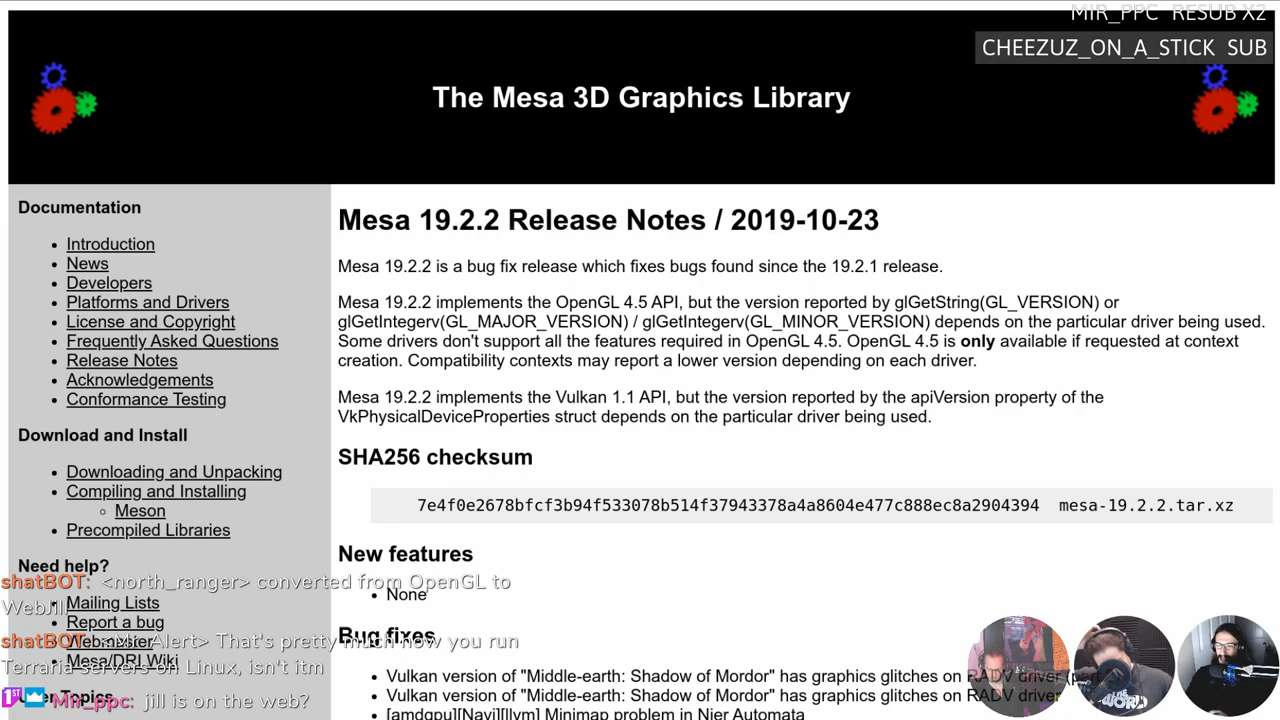 MIR_PPC RESUB X2
CHEEZUZ_ON_A_STICK SUB
The Mesa 3D Graphics Library
Documentation
Introduction
News
Developers
Platforms and Drivers
License and Copyright
Frequently Asked Questions
Release Notes
Acknowledgements
Conformance Testing
Download and Install
Downloading and Unpacking
Compiling and Installing
Meson
Precompiled Libraries
Need help?
Mailing Lists
Report a bug
Webmaster
Mesa/DRI Wiki
Mesa 19.2.2 Release Notes / 2019-10-23
Mesa 19.2.2 is a bug fix release which fixes bugs found since the 19.2.1 release.
Mesa 19.2.2 implements the OpenGL 4.5 API, but the version reported by glGetString(GL_VERSION) or
glGetIntegerv(GL_MAJOR_VERSION) / glGetIntegerv(GL_MINOR_VERSION) depends on the particular driver being used.
Some drivers don't support all the features required in OpenGL 4.5. OpenGL 4.5 is only available if requested at context
creation. Compatibility contexts may report a lower version depending on each driver.
Mesa 19.2.2 implements the Vulkan 1.1 API, but the version reported by the apiVersion property of the
VkPhysicalDeviceProperties struct depends on the particular driver being used.
SHA256 checksum
7e4f0e2678bfcf3b94f533078b514f37943378a4a8604e477c888ec8a2904394 mesa-19.2.2.tar.xz
New features
None
Bug fixes
Vulkan version of "Middle-earth: Shadow of Mordor" has graphics glitches on RADV driver (part
Vulkan version of "Middle-earth: Shadow of Mordor" has graphics glitches on RADV driver
[amdgpu][Navi][llvm] Minimap problem in Nier Automata
shatBOT: <north_ranger> converted from OpenGL to
WebJill!
shatBOT: Alert> That's pretty much how you run
Terraria servers on Linux, isn't itm
1ST Mir_ppc: jill is on the web?
Topics